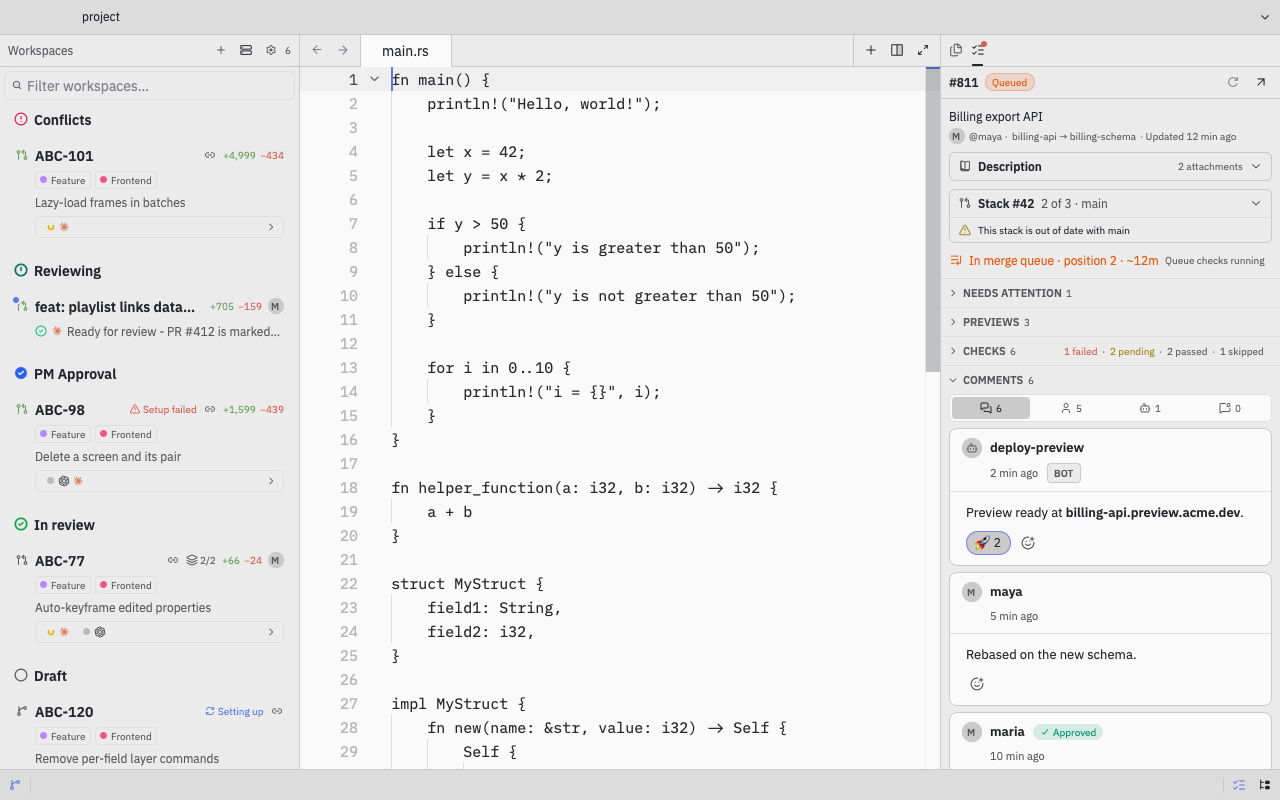 project
Workspaces
6
Filter workspaces...
Conflicts
ABC-101
+4,999 −434
Feature
Frontend
Lazy-load frames in batches
Reviewing
feat: playlist links data...
+705 −159
M
Ready for review - PR #412 is marked...
PM Approval
ABC-98
Setup failed
+1,599 −439
Feature
Frontend
Delete a screen and its pair
In review
ABC-77
2/2
+66 −24
M
Feature
Frontend
Auto-keyframe edited properties
Draft
ABC-120
Setting up
Feature
Frontend
Remove per-field layer commands
main.rs
1 fn main() {
2 println!("Hello, world!");
3
4 let x = 42;
5 let y = x * 2;
6
7 if y > 50 {
8 println!("y is greater than 50");
9 } else {
10 println!("y is not greater than 50");
11 }
12
13 for i in 0..10 {
14 println!("i = {}", i);
15 }
16 }
17
18 fn helper_function(a: i32, b: i32) -> i32 {
19 a + b
20 }
21
22 struct MyStruct {
23 field1: String,
24 field2: i32,
25 }
26
27 impl MyStruct {
28 fn new(name: &str, value: i32) -> Self {
29 Self {
#811
Queued
Billing export API
M @maya · billing-api → billing-schema · Updated 12 min ago
Description
2 attachments
Stack #42 2 of 3 · main
This stack is out of date with main
In merge queue · position 2 · ~12m
Queue checks running
NEEDS ATTENTION 1
PREVIEWS 3
CHECKS 6
1 failed · 2 pending · 2 passed · 1 skipped
COMMENTS 6
6
5
1
0
deploy-preview
2 min ago
BOT
Preview ready at billing-api.preview.acme.dev.
🚀 2
M maya
5 min ago
Rebased on the new schema.
M maria
✓ Approved
10 min ago